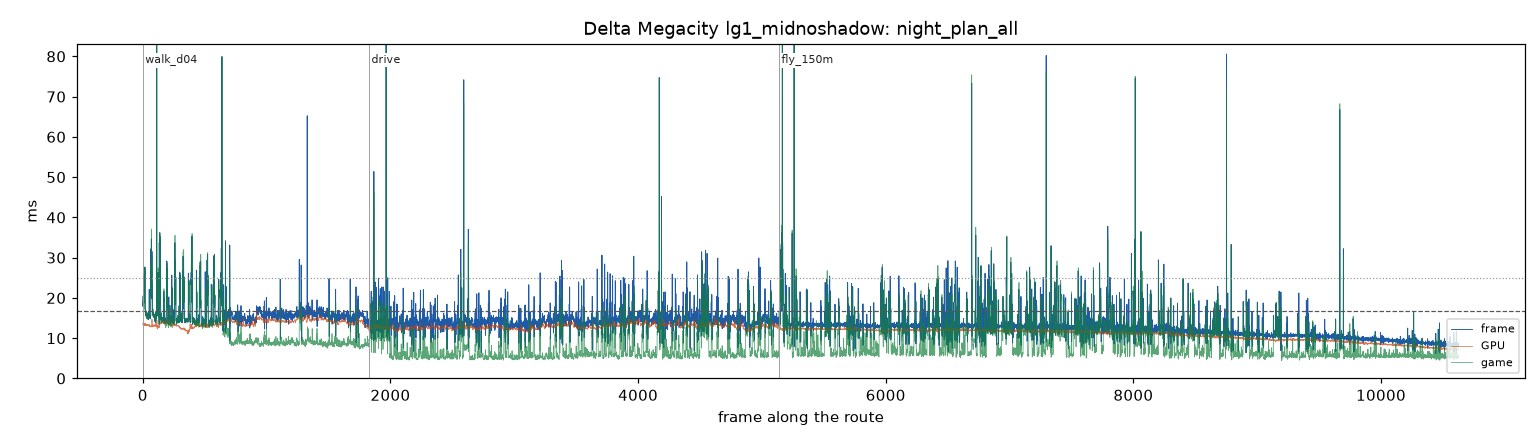 Delta Megacity lg1_midnoshadow: night_plan_all
ms
80
70
60
50
40
30
20
10
0
walk_d04
drive
fly_150m
frame
GPU
game
0
2000
4000
6000
8000
10000
frame along the route